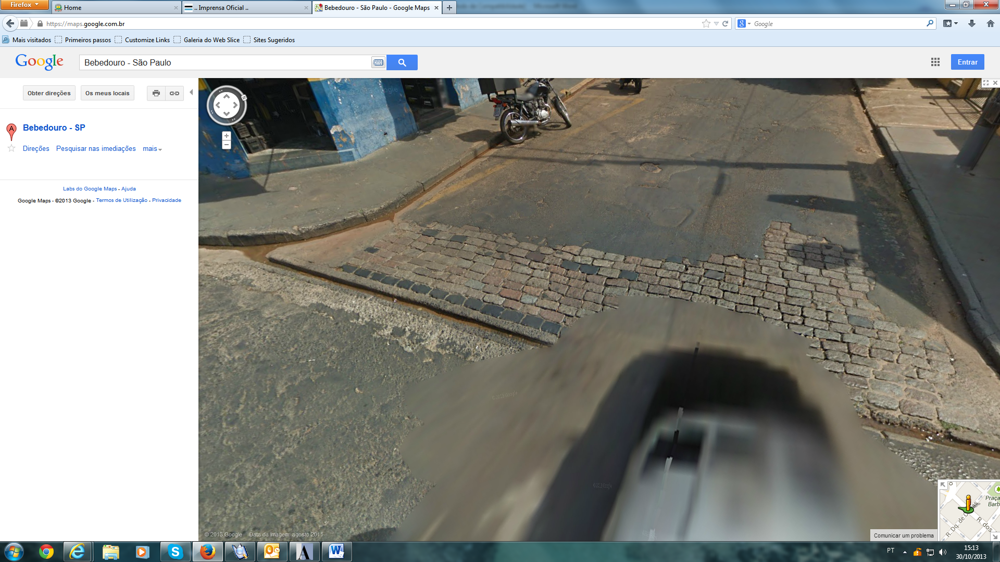 Firefox
Home
.. Imprensa Oficial ..
Bebedouro - São Paulo - Google Maps
https://maps.google.com.br
Google
Mais visitados
Primeiros passos
Customize Links
Galeria do Web Slice
Sites Sugeridos
Google
Bebedouro - São Paulo
Entrar
Obter direções
Os meus locais
A
Bebedouro - SP
Direções
Pesquisar nas imediações
mais
Labs do Google Maps - Ajuda
Google Maps - ©2013 Google - Termos de Utilização - Privacidade
N
© 2013 Google
© 2013 Google
Data da Imagem: agosto 2011
Praça
Barb
R. Dq. de
R. dos
Comunicar um problema
PT
15:13
30/10/2013